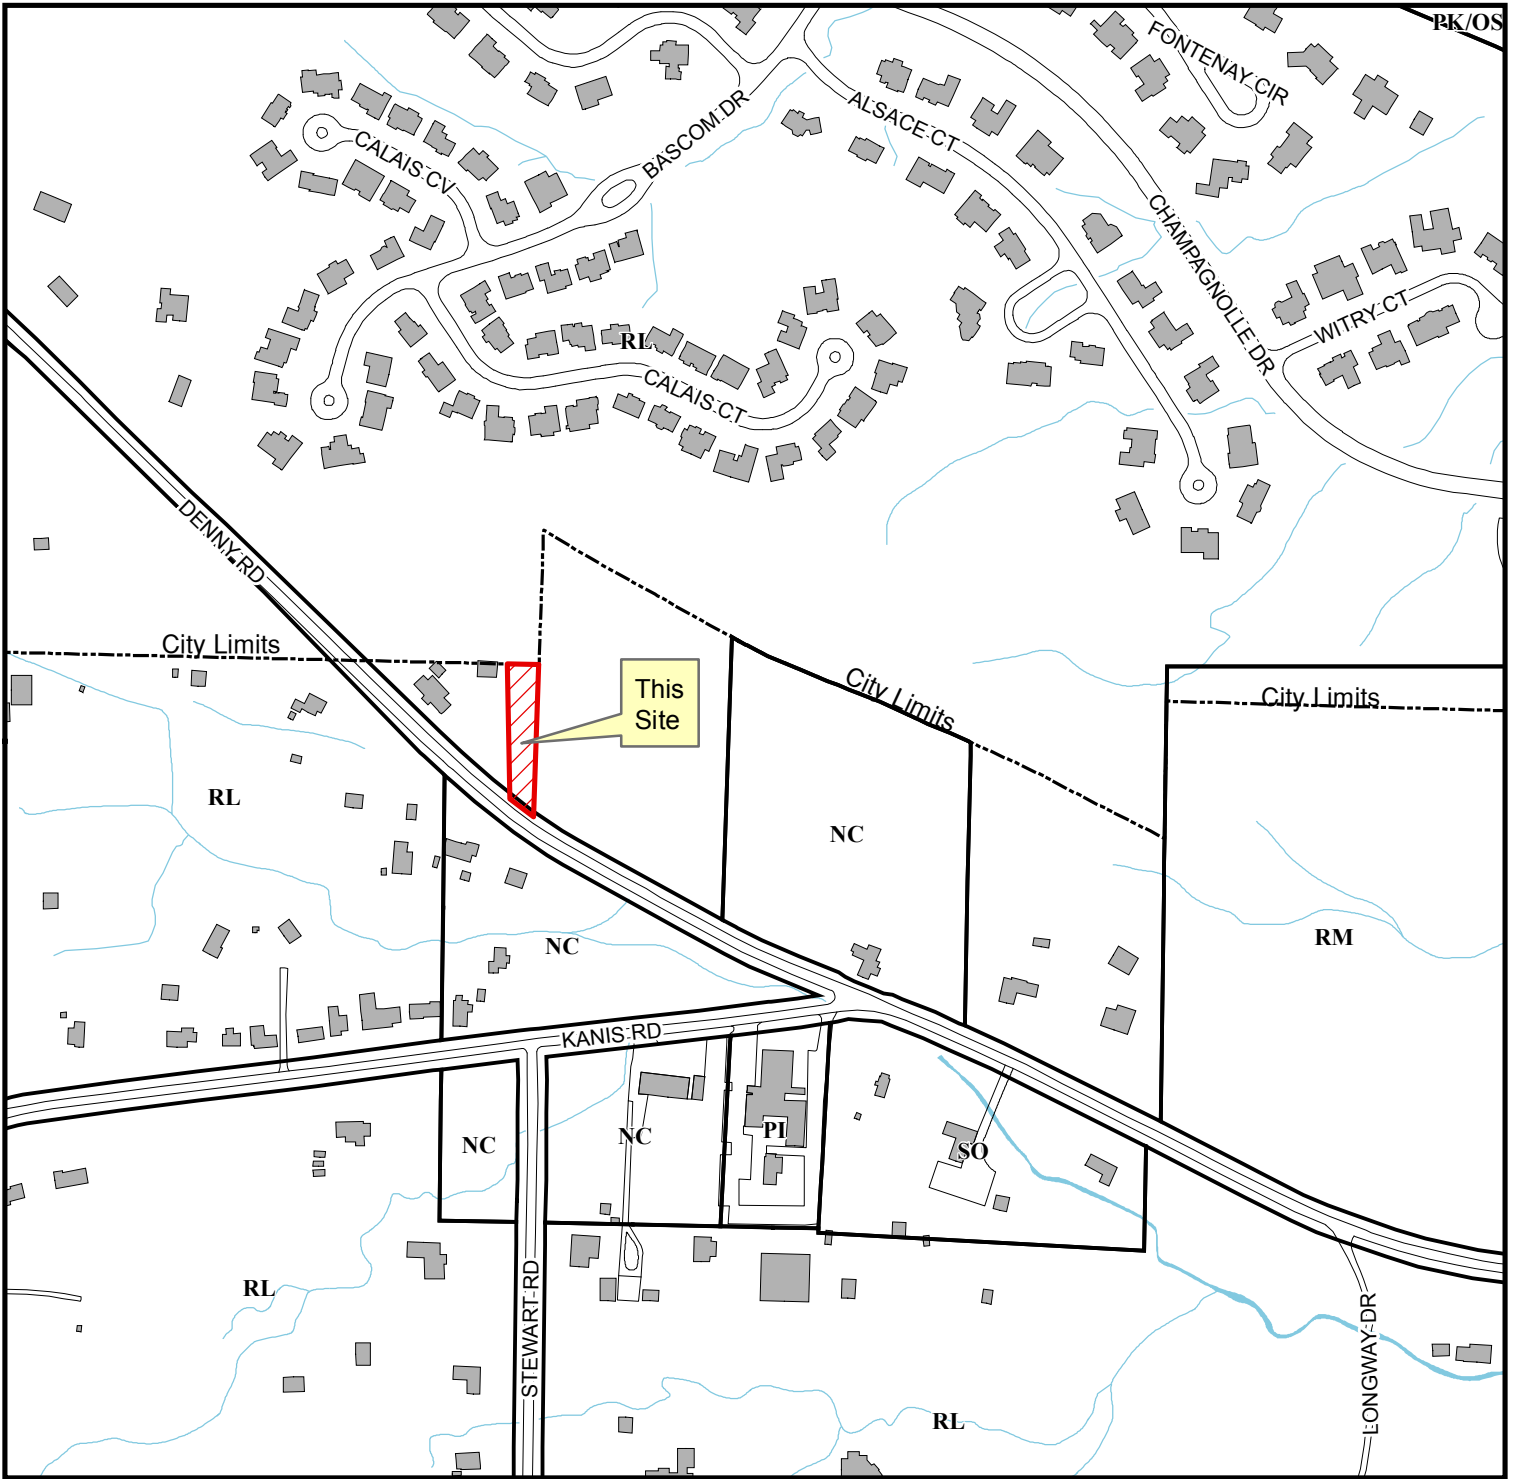 PK/OS
FONTENAY CIR
BASCOM DR
ALSACE CT
CALAIS CV
CHAMPAGNOLLE DR
WITRY CT
RL
CALAIS CT
DENNY RD
City Limits
This
Site
City Limits
City Limits
RL
NC
RM
NC
KANIS RD
NC
NC
PI
SO
RL
STEWART RD
LONGWAY DR
RL